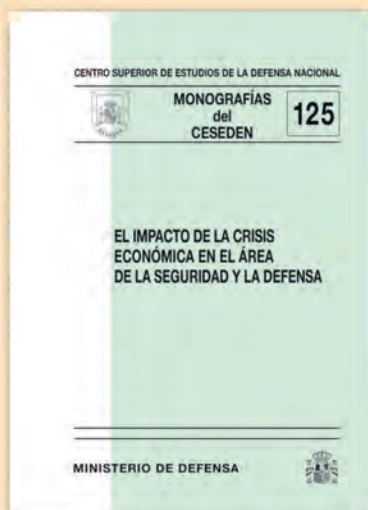 CENTRO SUPERIOR DE ESTUDIOS DE LA DEFENSA NACIONAL
MONOGRAFÍAS
del
CESEDEN
125
EL IMPACTO DE LA CRISIS
ECONÓMICA EN EL ÁREA
DE LA SEGURIDAD Y LA DEFENSA
MINISTERIO DE DEFENSA